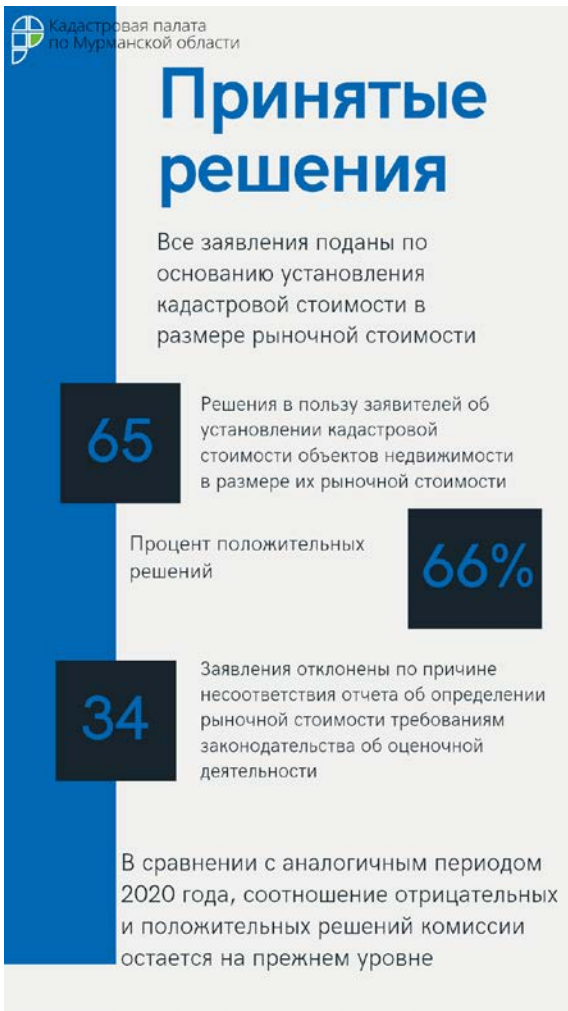 Кадастровая палата
по Мурманской области
Принятые
решения
Все заявления поданы по
основанию установления
кадастровой стоимости в
размере рыночной стоимости
65
Решения в пользу заявителей об
установлении кадастровой
стоимости объектов недвижимости
в размере их рыночной стоимости
Процент положительных
решений
66%
34
Заявления отклонены по причине
несоответствия отчета об определении
рыночной стоимости требованиям
законодательства об оценочной
деятельности
В сравнении с аналогичным периодом
2020 года, соотношение отрицательных
и положительных решений комиссии
остается на прежнем уровне